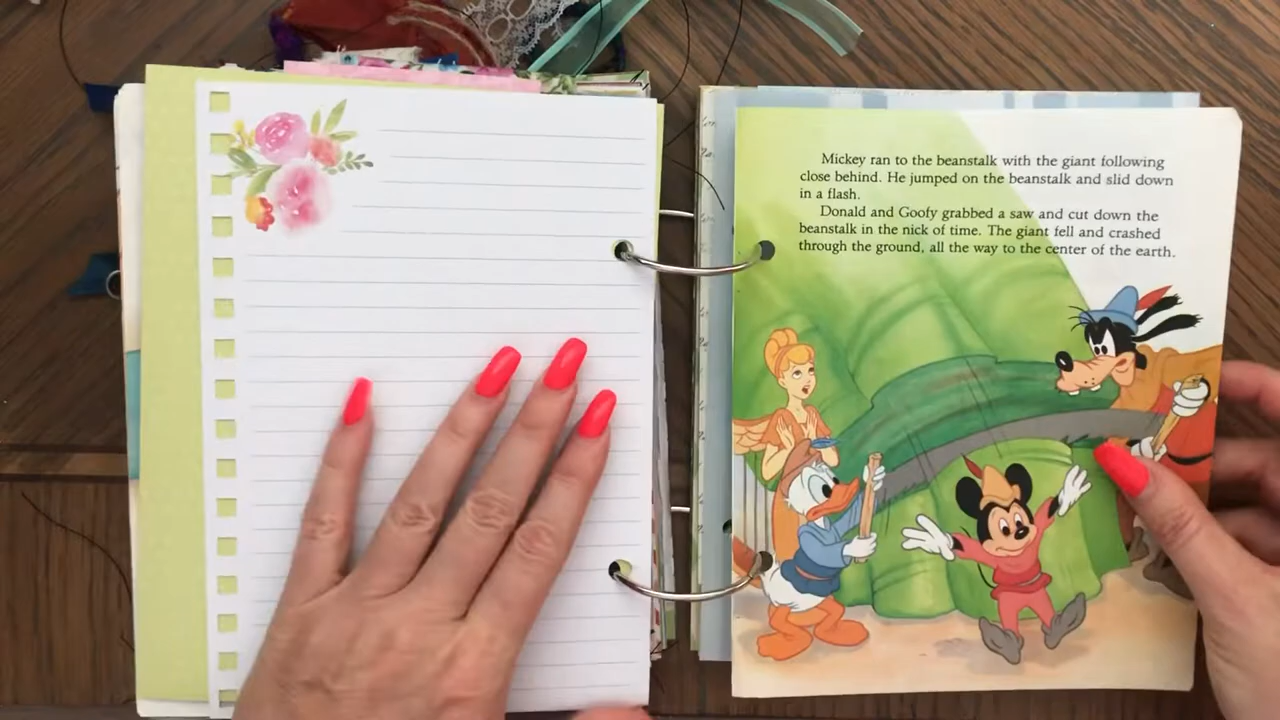 Mickey ran to the beanstalk with the giant following
close behind. He jumped on the beanstalk and slid down
in a flash.
Donald and Goofy grabbed a saw and cut down the
beanstalk in the nick of time. The giant fell and crashed
through the ground, all the way to the center of the earth.